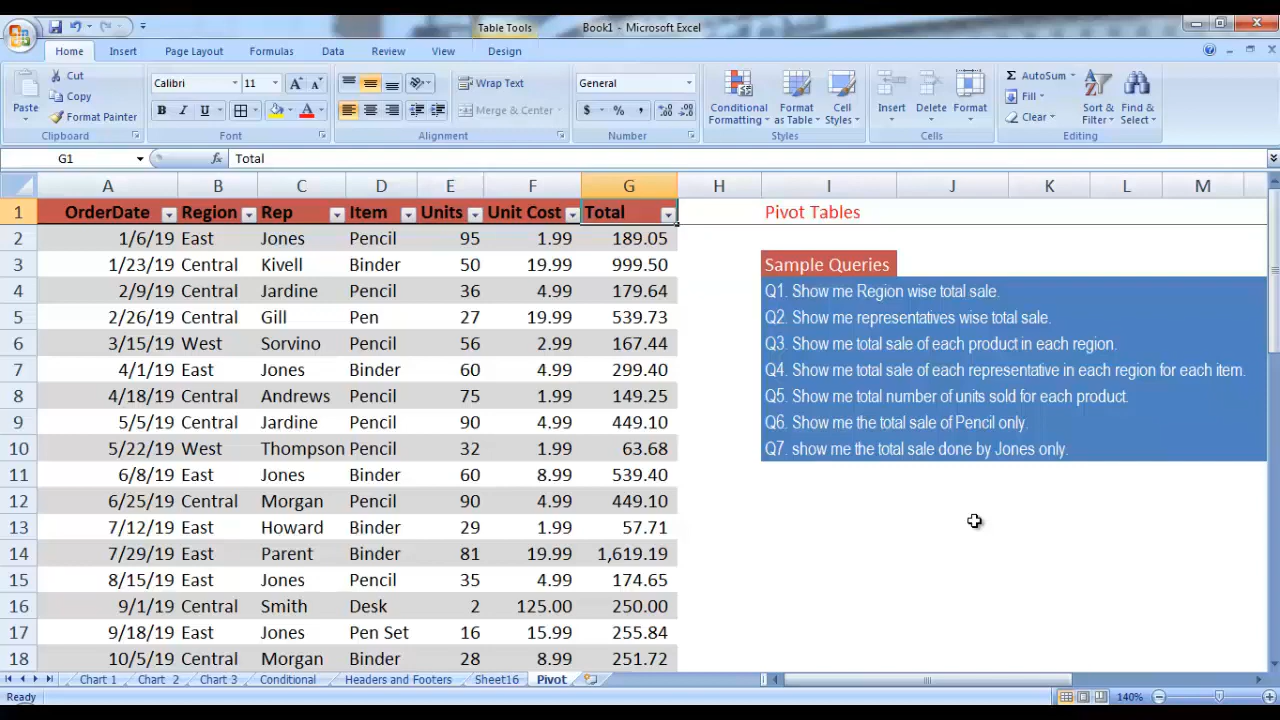 Table Tools
Book1 - Microsoft Excel
Home Insert Page Layout Formulas Data Review View Design
Paste Cut Copy Format Painter Clipboard
Calibri 11 B I U Font
Wrap Text Merge & Center Alignment
General $ % , Number
Conditional Formatting Format as Table Cell Styles Styles
Insert Delete Format Cells
AutoSum Fill Clear Sort & Filter Find & Select Editing
G1 fx Total
A B C D E F G H I J K L M
1 OrderDate Region Rep Item Units Unit Cost Total Pivot Tables
2 1/6/19 East Jones Pencil 95 1.99 189.05
3 1/23/19 Central Kivell Binder 50 19.99 999.50 Sample Queries
4 2/9/19 Central Jardine Pencil 36 4.99 179.64 Q1. Show me Region wise total sale.
5 2/26/19 Central Gill Pen 27 19.99 539.73 Q2. Show me representatives wise total sale.
6 3/15/19 West Sorvino Pencil 56 2.99 167.44 Q3. Show me total sale of each product in each region.
7 4/1/19 East Jones Binder 60 4.99 299.40 Q4. Show me total sale of each representative in each region for each item.
8 4/18/19 Central Andrews Pencil 75 1.99 149.25 Q5. Show me total number of units sold for each product.
9 5/5/19 Central Jardine Pencil 90 4.99 449.10 Q6. Show me the total sale of Pencil only.
10 5/22/19 West Thompson Pencil 32 1.99 63.68 Q7. show me the total sale done by Jones only.
11 6/8/19 East Jones Binder 60 8.99 539.40
12 6/25/19 Central Morgan Pencil 90 4.99 449.10
13 7/12/19 East Howard Binder 29 1.99 57.71
14 7/29/19 East Parent Binder 81 19.99 1,619.19
15 8/15/19 East Jones Pencil 35 4.99 174.65
16 9/1/19 Central Smith Desk 2 125.00 250.00
17 9/18/19 East Jones Pen Set 16 15.99 255.84
18 10/5/19 Central Morgan Binder 28 8.99 251.72
Chart 1 Chart 2 Chart 3 Conditional Headers and Footers Sheet16 Pivot
Ready 140%